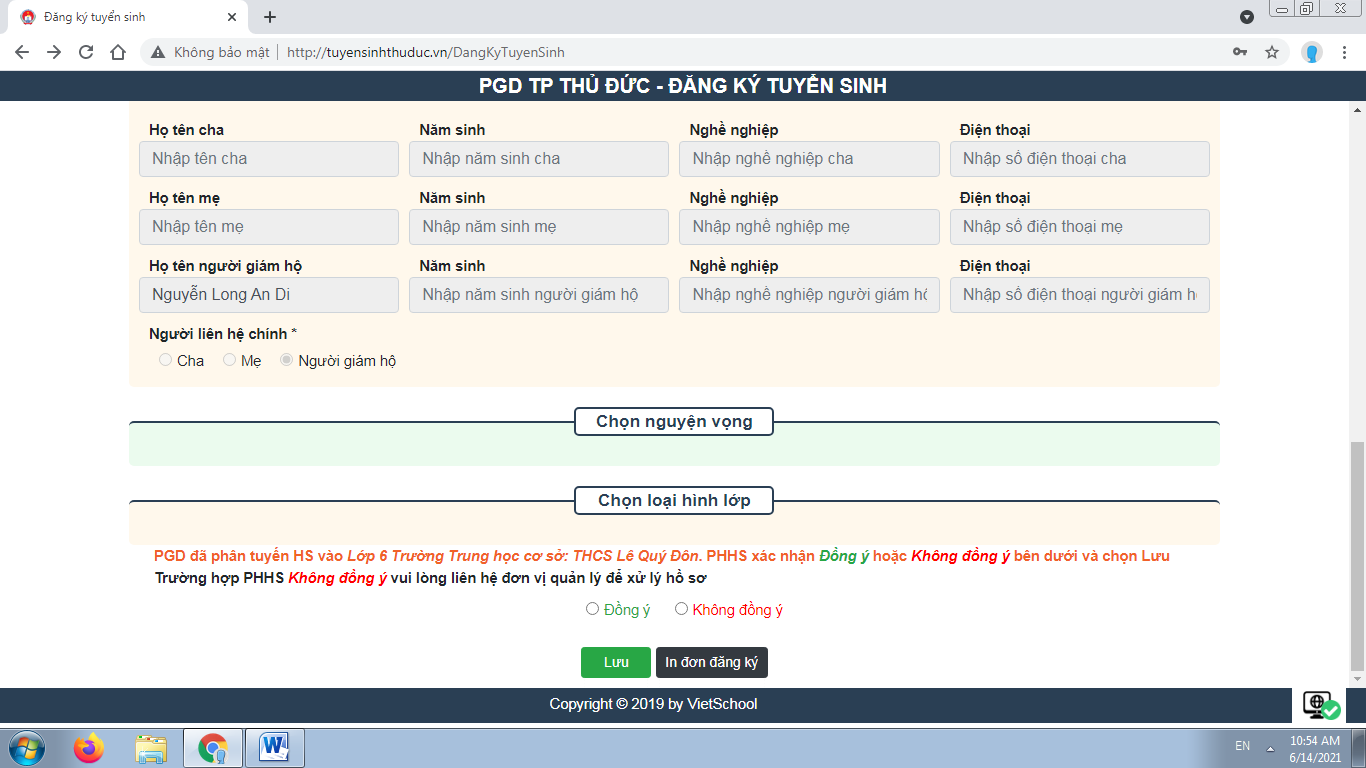 Đăng ký tuyển sinh
Không bảo mật | http://tuyensinhthuduc.vn/DangKyTuyenSinh
PGD TP THỦ ĐỨC - ĐĂNG KÝ TUYỂN SINH
Họ tên cha Năm sinh Nghề nghiệp Điện thoại
Nhập tên cha Nhập năm sinh cha Nhập nghề nghiệp cha Nhập số điện thoại cha
Họ tên mẹ Năm sinh Nghề nghiệp Điện thoại
Nhập tên mẹ Nhập năm sinh mẹ Nhập nghề nghiệp mẹ Nhập số điện thoại mẹ
Họ tên người giám hộ Năm sinh Nghề nghiệp Điện thoại
Nguyễn Long An Di Nhập năm sinh người giám hộ Nhập nghề nghiệp người giám hộ Nhập số điện thoại người giám h
Người liên hệ chính *
Cha Mẹ Người giám hộ
Chọn nguyện vọng
Chọn loại hình lớp
PGD đã phân tuyến HS vào Lớp 6 Trường Trung học cơ sở: THCS Lê Quý Đôn. PHHS xác nhận Đồng ý hoặc Không đồng ý bên dưới và chọn Lưu
Trường hợp PHHS Không đồng ý vui lòng liên hệ đơn vị quản lý để xử lý hồ sơ
Đồng ý Không đồng ý
Lưu In đơn đăng ký
Copyright © 2019 by VietSchool
EN 10:54 AM
6/14/2021